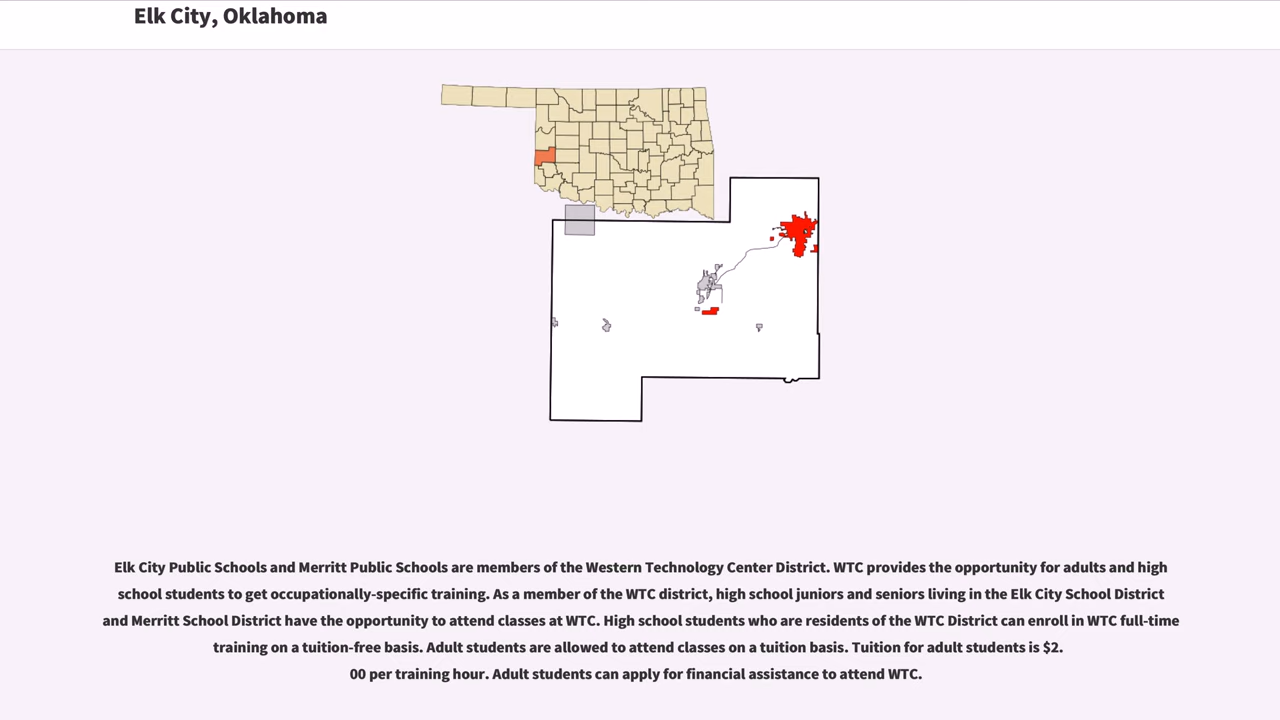 Elk City, Oklahoma
Elk City Public Schools and Merritt Public Schools are members of the Western Technology Center District. WTC provides the opportunity for adults and high
school students to get occupationally-specific training. As a member of the WTC district, high school juniors and seniors living in the Elk City School District
and Merritt School District have the opportunity to attend classes at WTC. High school students who are residents of the WTC District can enroll in WTC full-time
training on a tuition-free basis. Adult students are allowed to attend classes on a tuition basis. Tuition for adult students is $2.
00 per training hour. Adult students can apply for financial assistance to attend WTC.